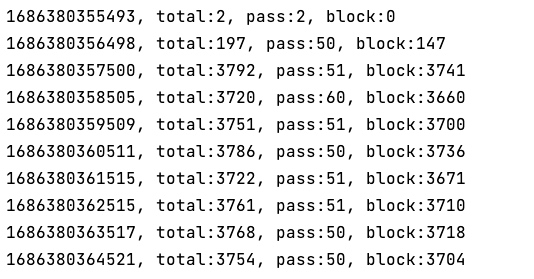 1686380355493, total:2, pass:2, block:0
1686380356498, total:197, pass:50, block:147
1686380357500, total:3792, pass:51, block:3741
1686380358505, total:3720, pass:60, block:3660
1686380359509, total:3751, pass:51, block:3700
1686380360511, total:3786, pass:50, block:3736
1686380361515, total:3722, pass:51, block:3671
1686380362515, total:3761, pass:51, block:3710
1686380363517, total:3768, pass:50, block:3718
1686380364521, total:3754, pass:50, block:3704